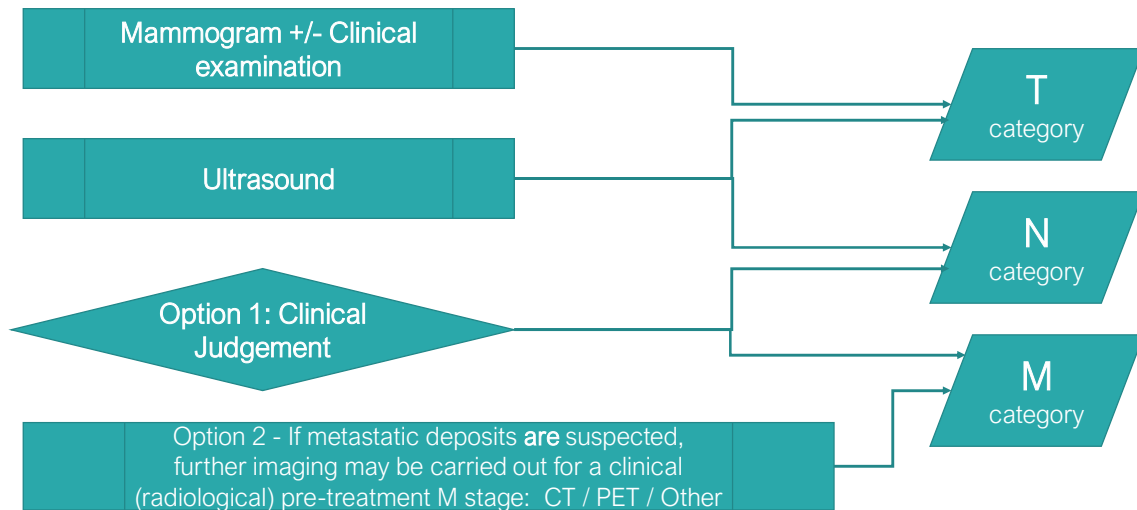 Mammogram +/- Clinical
examination
T
category
Ultrasound
N
category
Option 1: Clinical
Judgement
M
category
Option 2 - If metastatic deposits are suspected,
further imaging may be carried out for a clinical
(radiological) pre-treatment M stage: CT / PET / Other